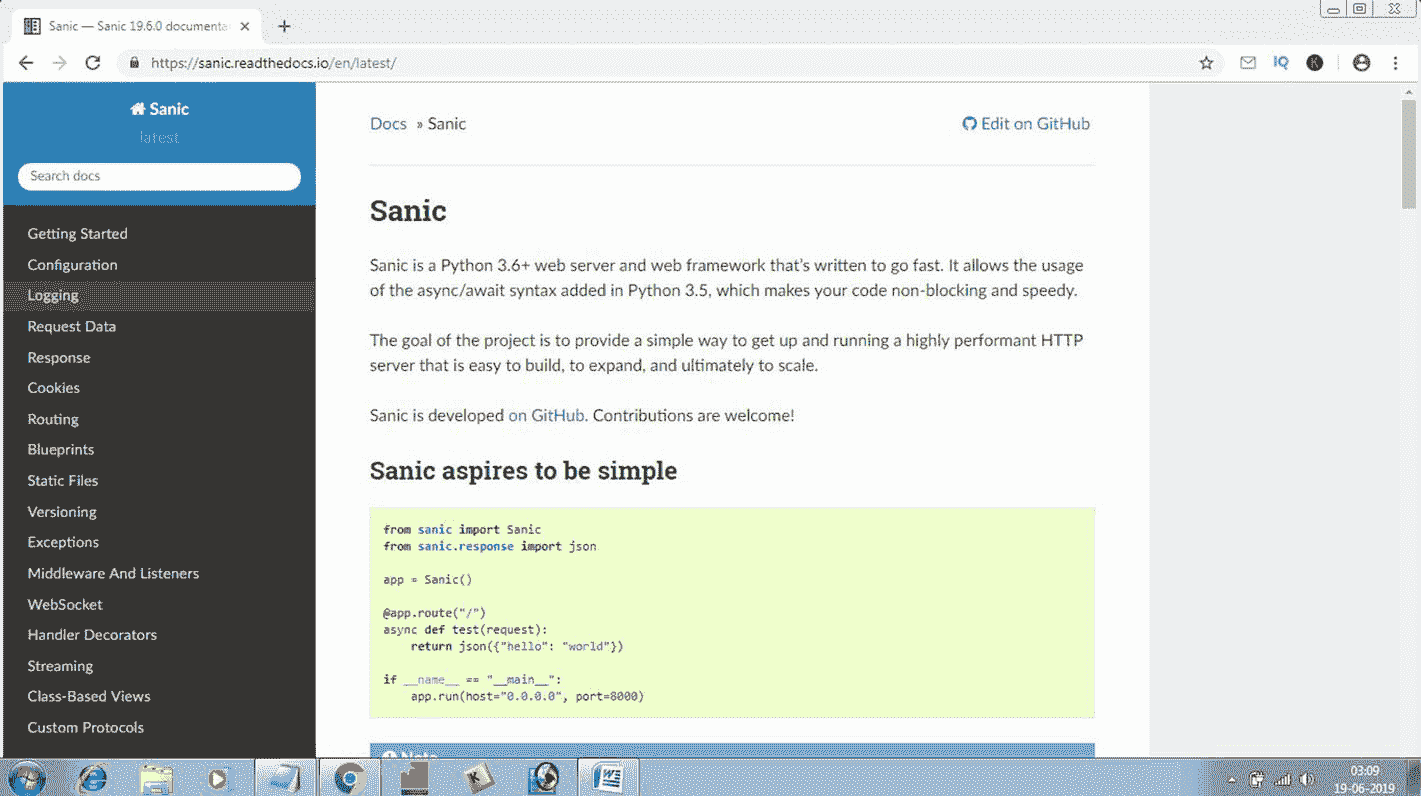 Sanic — Sanic 19.6.0 documenta
https://sanic.readthedocs.io/en/latest/
IQ
K
Sanic
latest
Search docs
Getting Started
Configuration
Logging
Request Data
Response
Cookies
Routing
Blueprints
Static Files
Versioning
Exceptions
Middleware And Listeners
WebSocket
Handler Decorators
Streaming
Class-Based Views
Custom Protocols
Docs » Sanic
Edit on GitHub
Sanic
Sanic is a Python 3.6+ web server and web framework that's written to go fast. It allows the usage
of the async/await syntax added in Python 3.5, which makes your code non-blocking and speedy.
The goal of the project is to provide a simple way to get up and running a highly performant HTTP
server that is easy to build, to expand, and ultimately to scale.
Sanic is developed on GitHub. Contributions are welcome!
Sanic aspires to be simple
from sanic import Sanic
from sanic.response import json
app = Sanic()
@app.route("/")
async def test(request):
    return json({"hello": "world"})
if __name__ == "__main__":
    app.run(host="0.0.0.0", port=8000)
Note
K
W
03:09
19-06-2019